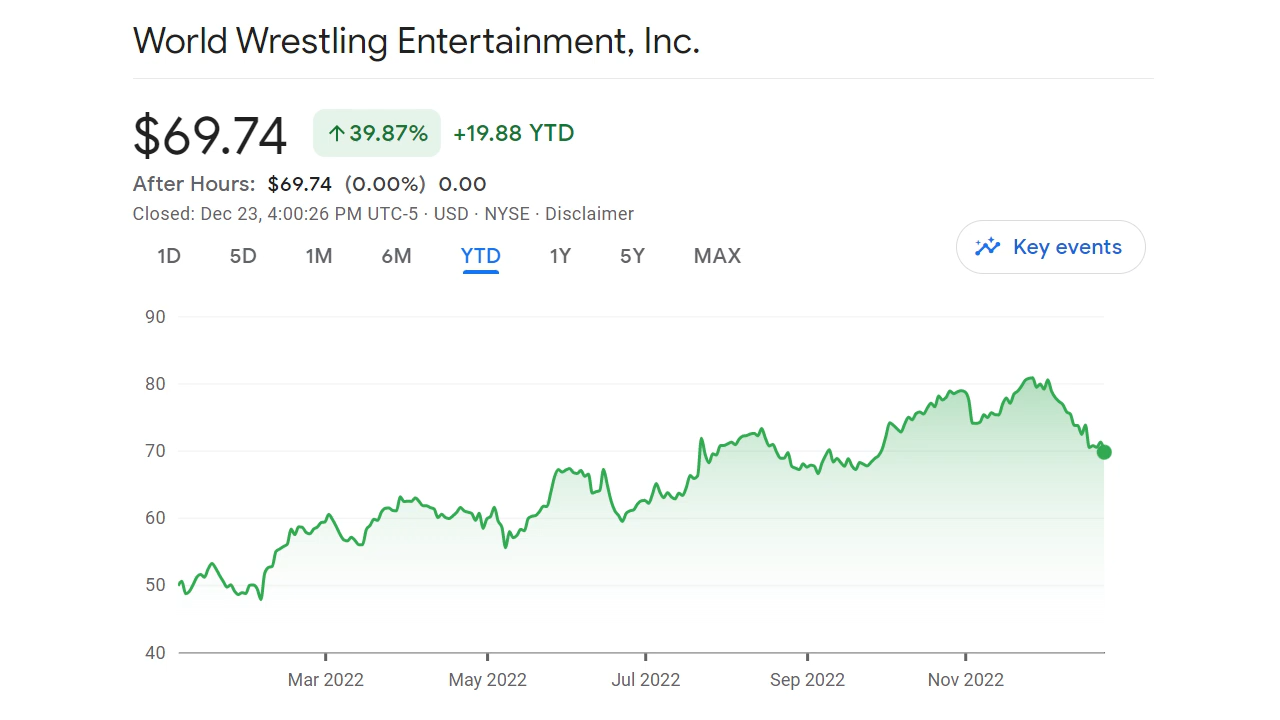 World Wrestling Entertainment, Inc.
$69.74 ↑39.87% +19.88 YTD
After Hours: $69.74 (0.00%) 0.00
Closed: Dec 23, 4:00:26 PM UTC-5 · USD · NYSE · Disclaimer
1D 5D 1M 6M YTD 1Y 5Y MAX
Key events
90
80
70
60
50
40
Mar 2022 May 2022 Jul 2022 Sep 2022 Nov 2022